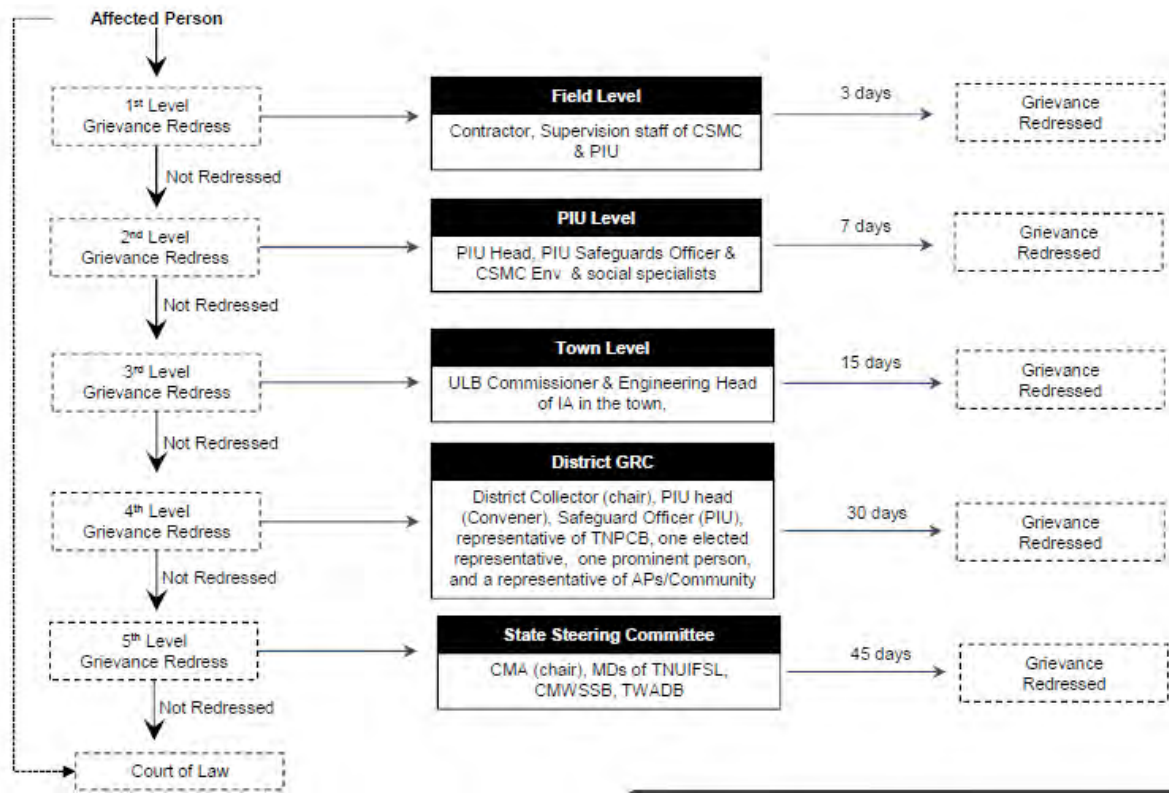 Affected Person
1st Level
Grievance Redress
Field Level
Contractor, Supervision staff of CSMC
& PIU
3 days
Grievance
Redressed
Not Redressed
2nd Level
Grievance Redress
PIU Level
PIU Head, PIU Safeguards Officer &
CSMC Env & social specialists
7 days
Grievance
Redressed
Not Redressed
3rd Level
Grievance Redress
Town Level
ULB Commissioner & Engineering Head
of IA in the town,
15 days
Grievance
Redressed
Not Redressed
4th Level
Grievance Redress
District GRC
District Collector (chair), PIU head
(Convener), Safeguard Officer (PIU),
representative of TNPCB, one elected
representative, one prominent person,
and a representative of APs/Community
30 days
Grievance
Redressed
Not Redressed
5th Level
Grievance Redress
State Steering Committee
CMA (chair), MDs of TNUIFSL,
CMWSSB, TWADB
45 days
Grievance
Redressed
Not Redressed
Court of Law